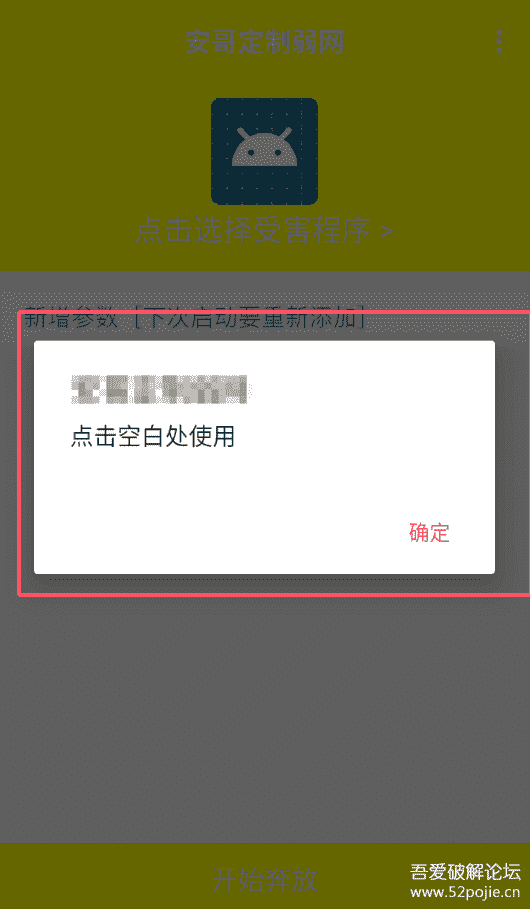 安哥定制弱网
点击选择受害程序 >
新增参数 [下次启动要重新添加]
点击空白处使用
确定
开始奔放
吾爱破解论坛
www.52pojie.cn